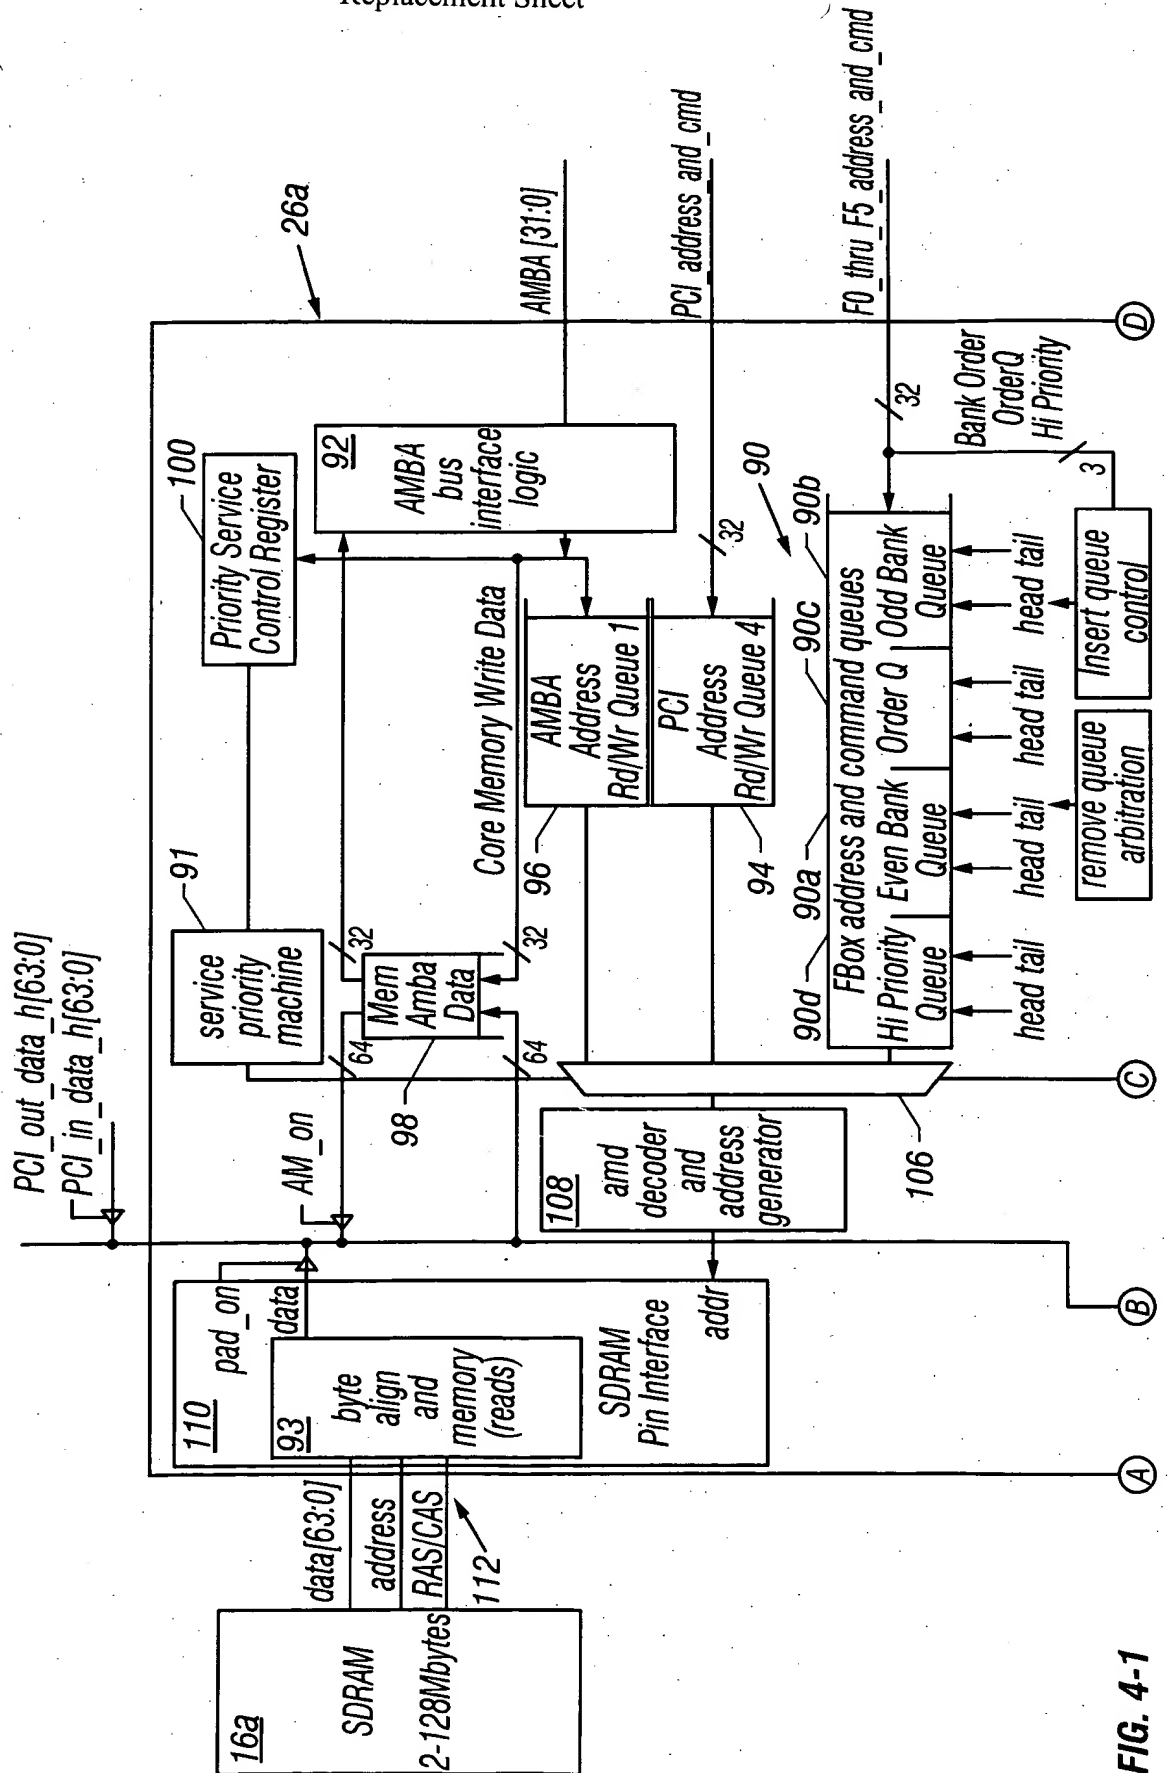 Replacement Sheet
16a
SDRAM
2-128Mbytes
data[63:0]
address
RAS/CAS
112
110
pad_on
data
93
byte
align and
memory
(reads)
SDRAM
Pin Interface
addr
PCI_out_data_h[63:0]
PCI_in_data_h[63:0]
AM_on
64
64
98
Mem
Amba
Data
32
32
91
service
priority
machine
100
Priority Service
Control Register
26a
92
AMBA
bus
interface
logic
AMBA [31:0]
Core Memory Write Data
96
AMBA
Address
Rd/Wr Queue 1
PCI
Address
Rd/Wr Queue 4
94
32
PCI_address_and_cmd
108
amd
decoder
and
address
generator
106
90
90d
90a
90c
90b
FBox address and command queues
Hi Priority
Queue
Even Bank
Queue
Order Q
Odd Bank
Queue
32
F0_thru_F5_address_and_cmd
Bank Order
OrderQ
Hi Priority
3
head tail
head tail
head tail
head tail
remove queue
arbitration
Insert queue
control
A
B
C
D
FIG. 4-1